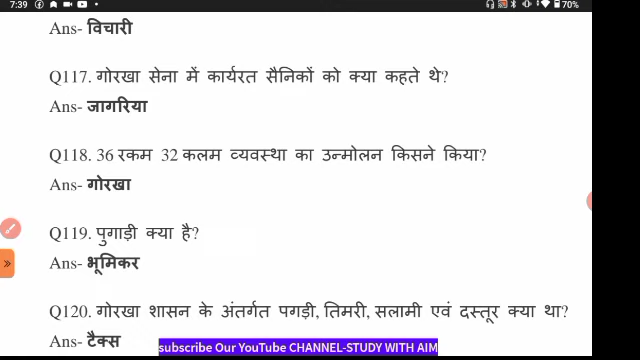 7:39
70%
Ans- विचारी
Q117. गोरखा सेना में कार्यरत सैनिकों को क्या कहते थे?
Ans- जागरिया
Q118. 36 रकम 32 कलम व्यवस्था का उन्मोलन किसने किया?
Ans- गोरखा
Q119. पुगाड़ी क्या है?
Ans- भूमिकर
Q120. गोरखा शासन के अंतर्गत पगड़ी, तिमरी, सलामी एवं दस्तूर क्या था?
Ans- टैक्स
subscribe Our YouTube CHANNEL-STUDY WITH AIM